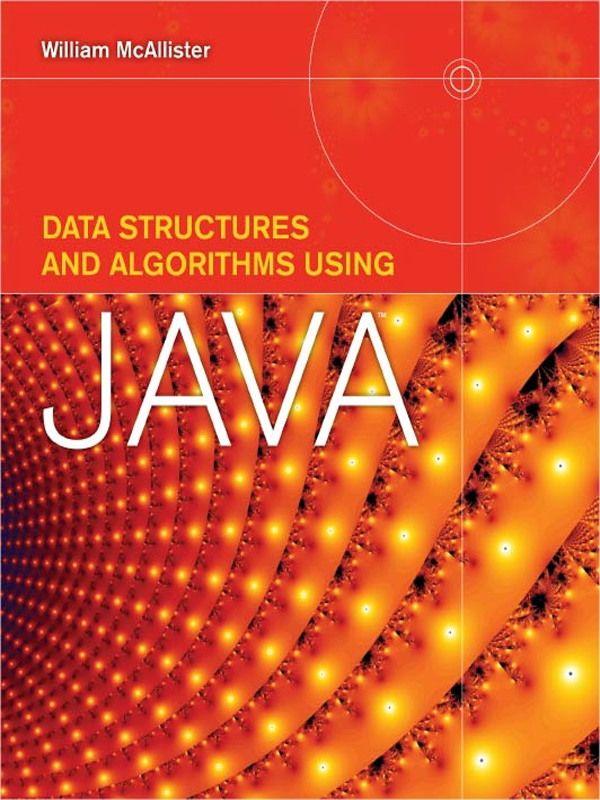 William McAllister
DATA STRUCTURES
AND ALGORITHMS USING
JAVA™